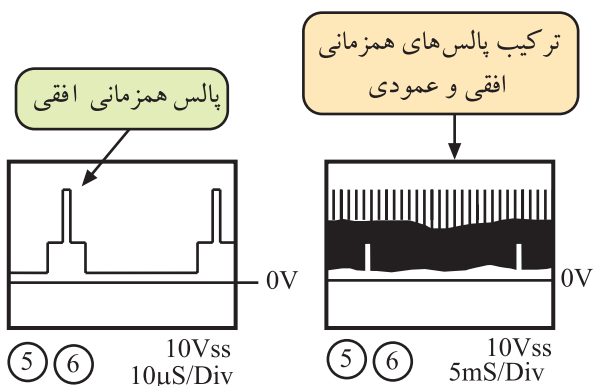 ترکیب پالس‌های همزمانی
افقی و عمودی
پالس همزمانی افقی
0V
0V
5 6
10Vss
10μS/Div
5 6
10Vss
5mS/Div